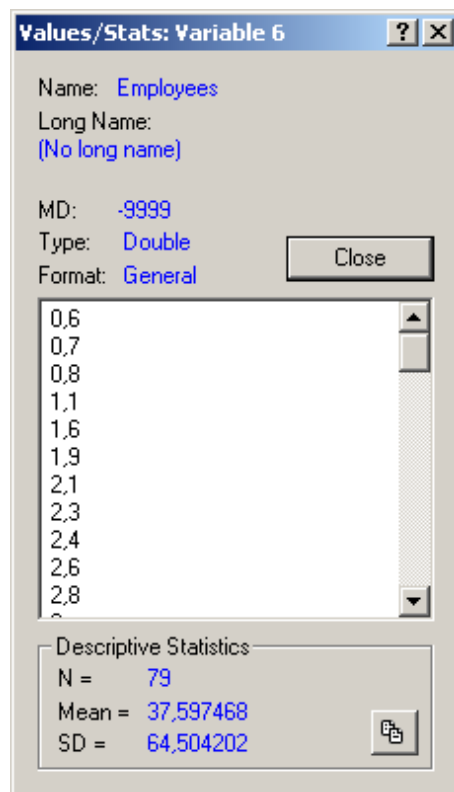 Values/Stats: Variable 6
Name: Employees
Long Name:
(No long name)
MD: -9999
Type: Double
Format: General
Close
0,6
0,7
0,8
1,1
1,6
1,9
2,1
2,3
2,4
2,6
2,8
Descriptive Statistics
N = 79
Mean = 37,597468
SD = 64,504202